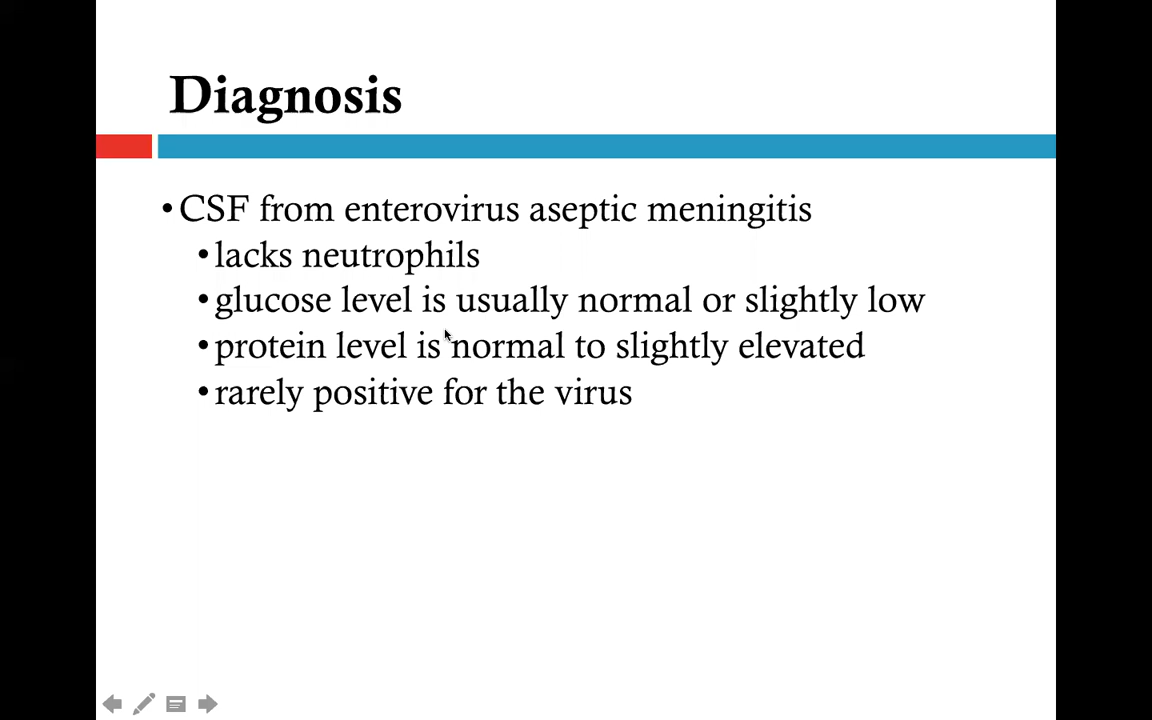 Diagnosis
•CSF from enterovirus aseptic meningitis
•lacks neutrophils
•glucose level is usually normal or slightly low
•protein level is normal to slightly elevated
•rarely positive for the virus